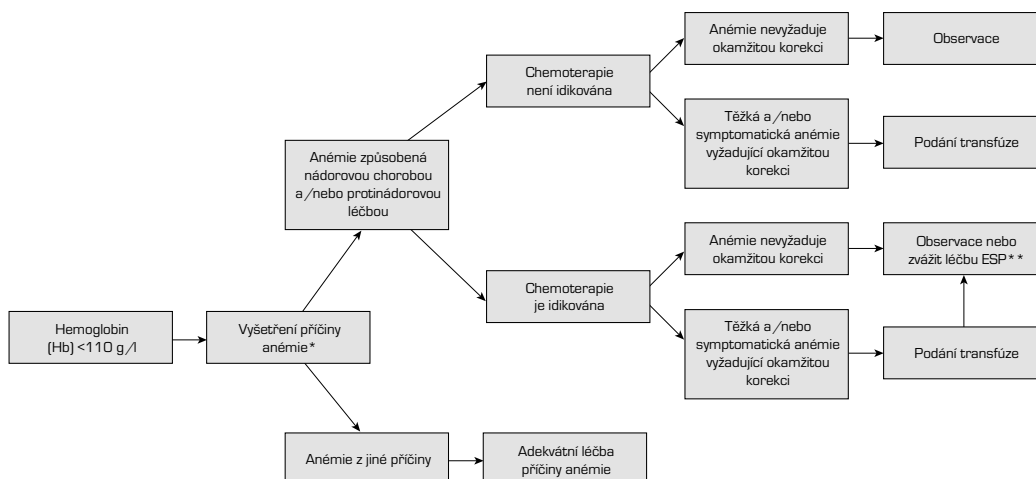 Hemoglobin
(Hb) <110 g/l
Vyšetření příčiny
anémie*
Anémie způsobená
nádorovou chorobou
a/nebo protinádorovou
léčbou
Chemoterapie
není idikována
Anémie nevyžaduje
okamžitou korekci
Observace
Těžká a/nebo
symptomatická anémie
vyžadující okamžitou
korekci
Podání transfúze
Chemoterapie
je idikována
Anémie nevyžaduje
okamžitou korekci
Observace nebo
zvážit léčbu ESP**
Těžká a/nebo
symptomatická anémie
vyžadující okamžitou
korekci
Podání transfúze
Anémie z jiné příčiny
Adekvátní léčba
příčiny anémie